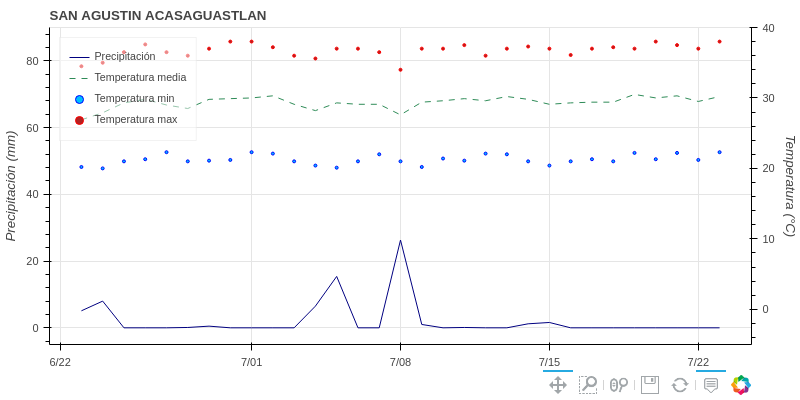 SAN AGUSTIN ACASAGUASTLAN
Precipitación
Temperatura media
Temperatura min
Temperatura max
Precipitación (mm)
80
60
40
20
0
Temperatura (°C)
40
30
20
10
0
6/22
7/01
7/08
7/15
7/22